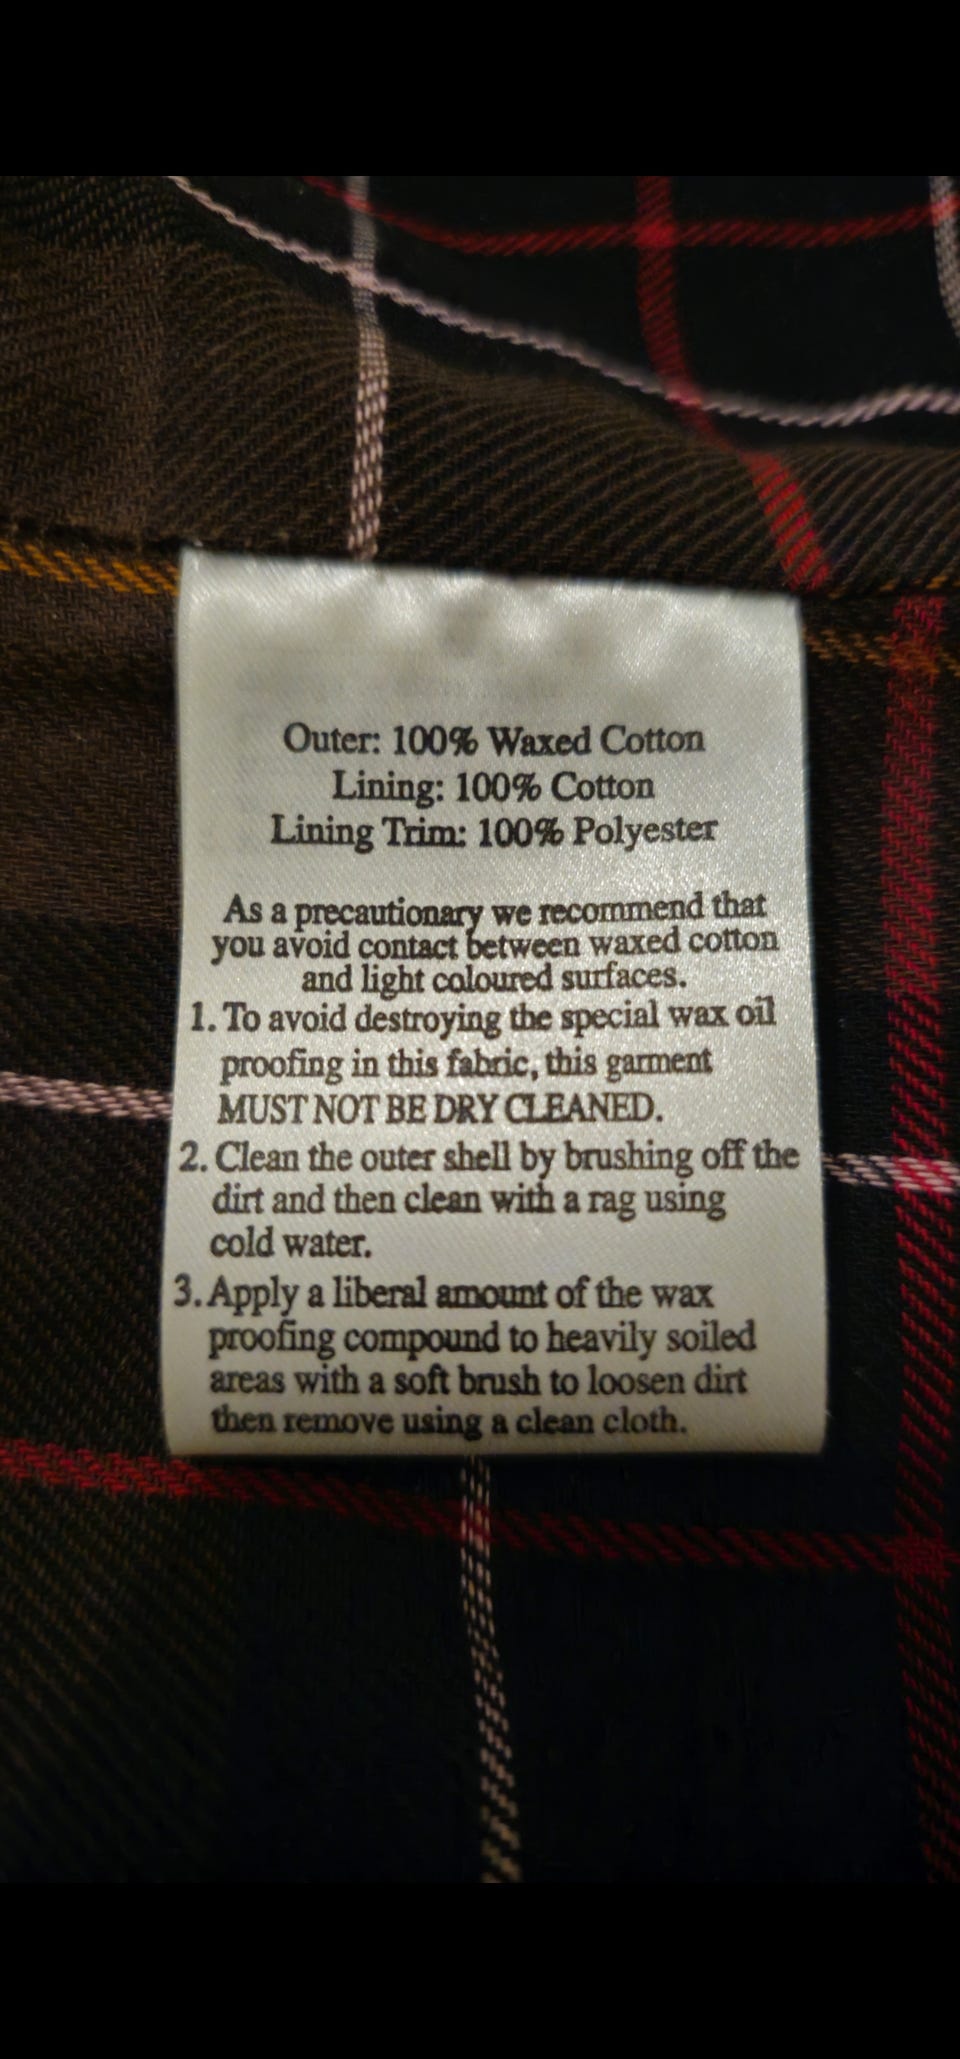 Outer: 100% Waxed Cotton
Lining: 100% Cotton
Lining Trim: 100% Polyester
As a precautionary we recommend that
you avoid contact between waxed cotton
and light coloured surfaces.
1. To avoid destroying the special wax oil
proofing in this fabric, this garment
MUST NOT BE DRY CLEANED.
2. Clean the outer shell by brushing off the
dirt and then clean with a rag using
cold water.
3. Apply a liberal amount of the wax
proofing compound to heavily soiled
areas with a soft brush to loosen dirt
then remove using a clean cloth.